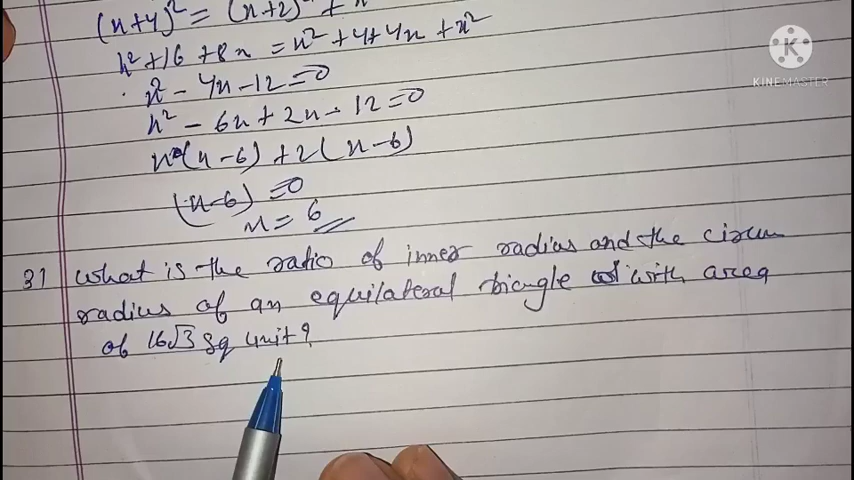 (x+4)² = (x+2)² + x
x²+16+8x = x²+4+4x+x²
x² - 4x - 12 = 0
x² - 6x + 2x - 12 = 0
x(x-6) + 2(x-6)
(x-6) = 0
x = 6
31 what is the ratio of inner radius and the circum
radius of an equilateral triangle with area
of 16√3 sq unit?
K
KINEMASTER